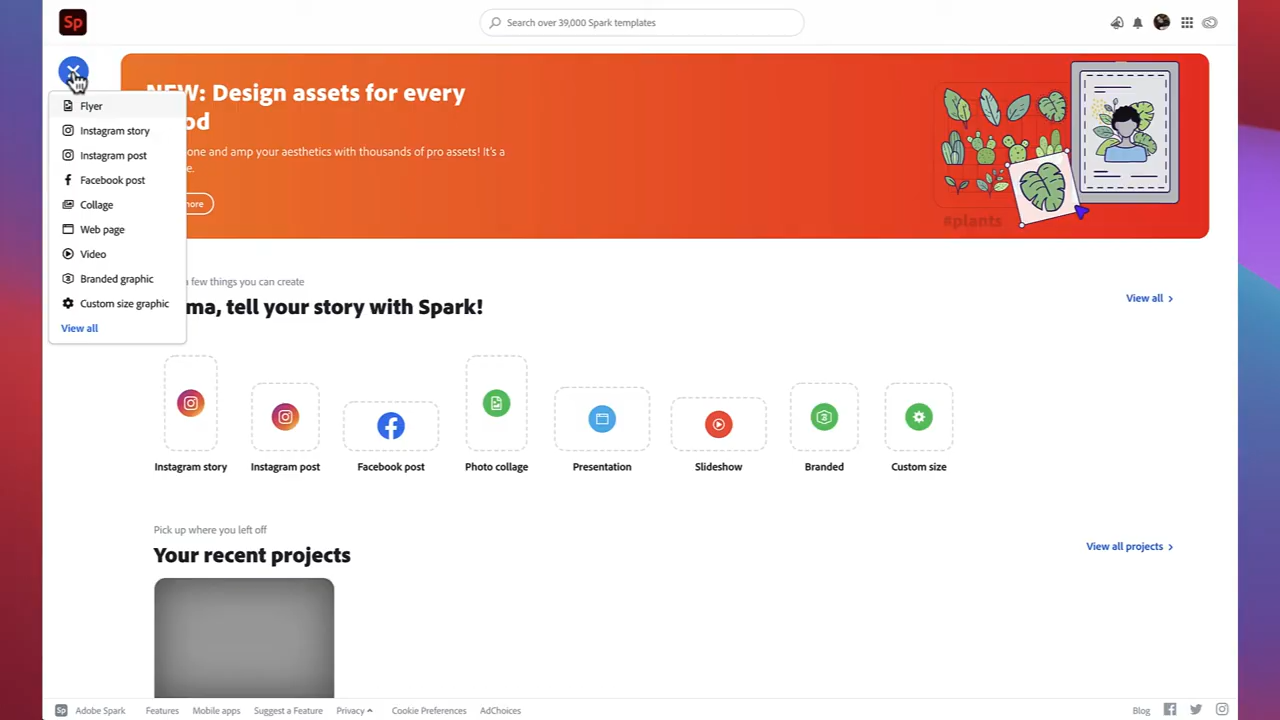 Sp
Search over 39,000 Spark templates
NEW: Design assets for every
od
one and amp your aesthetics with thousands of pro assets! It's a
e.
ore
#plants
Flyer
Instagram story
Instagram post
Facebook post
Collage
Web page
Video
Branded graphic
Custom size graphic
View all
few things you can create
ma, tell your story with Spark!
View all
Instagram story
Instagram post
Facebook post
Photo collage
Presentation
Slideshow
Branded
Custom size
Pick up where you left off
Your recent projects
View all projects
Sp Adobe Spark Features Mobile apps Suggest a Feature Privacy Cookie Preferences AdChoices Blog